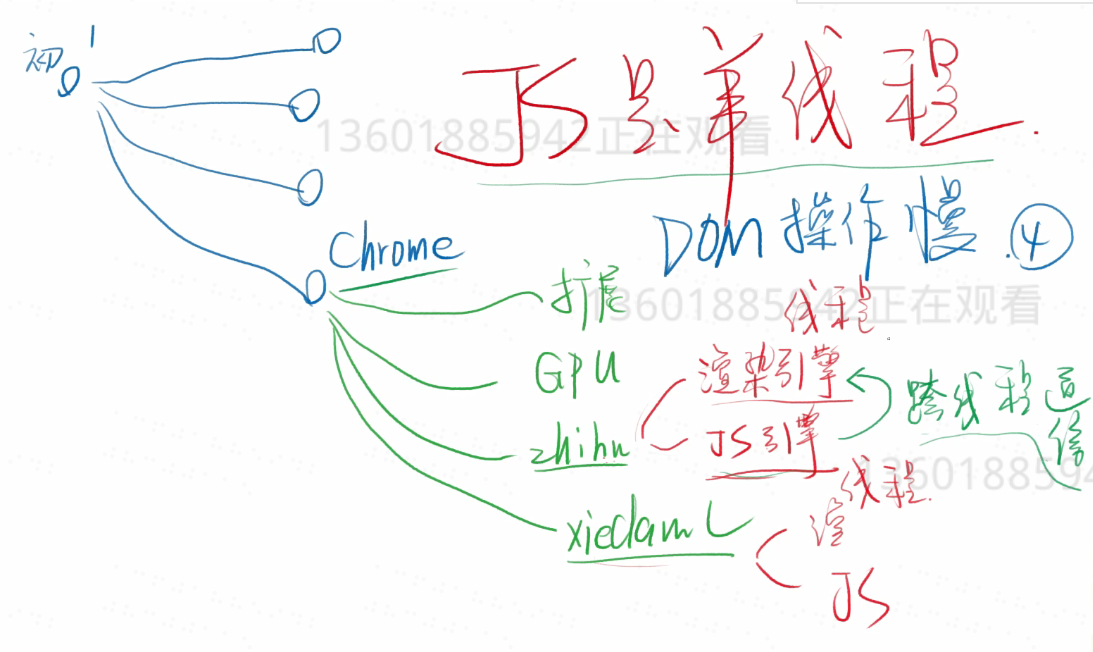 初 1
JS是单线程
13601885942正在观看
DOM操作慢 ④
Chrome
扩展
13601885942正在观看
线程
GPU
渲染引擎
跨线程通信
zhihu
JS引擎
线程
1360188594
xiedaml
渲
JS